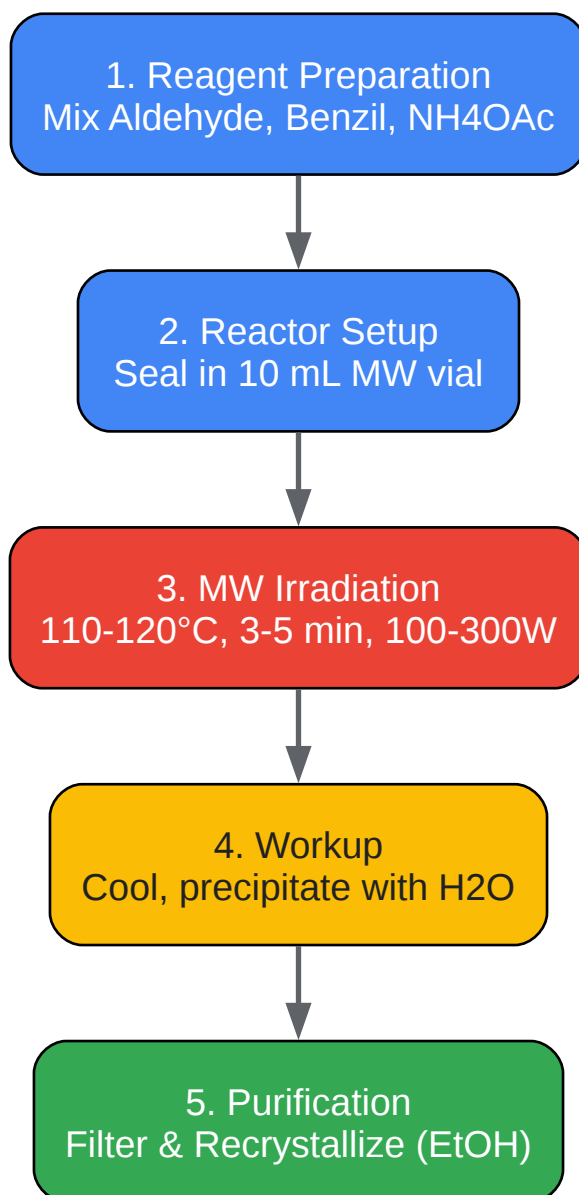 1. Reagent Preparation
Mix Aldehyde, Benzil, NH4OAc
2. Reactor Setup
Seal in 10 mL MW vial
3. MW Irradiation
110-120°C, 3-5 min, 100-300W
4. Workup
Cool, precipitate with H2O
5. Purification
Filter & Recrystallize (EtOH)